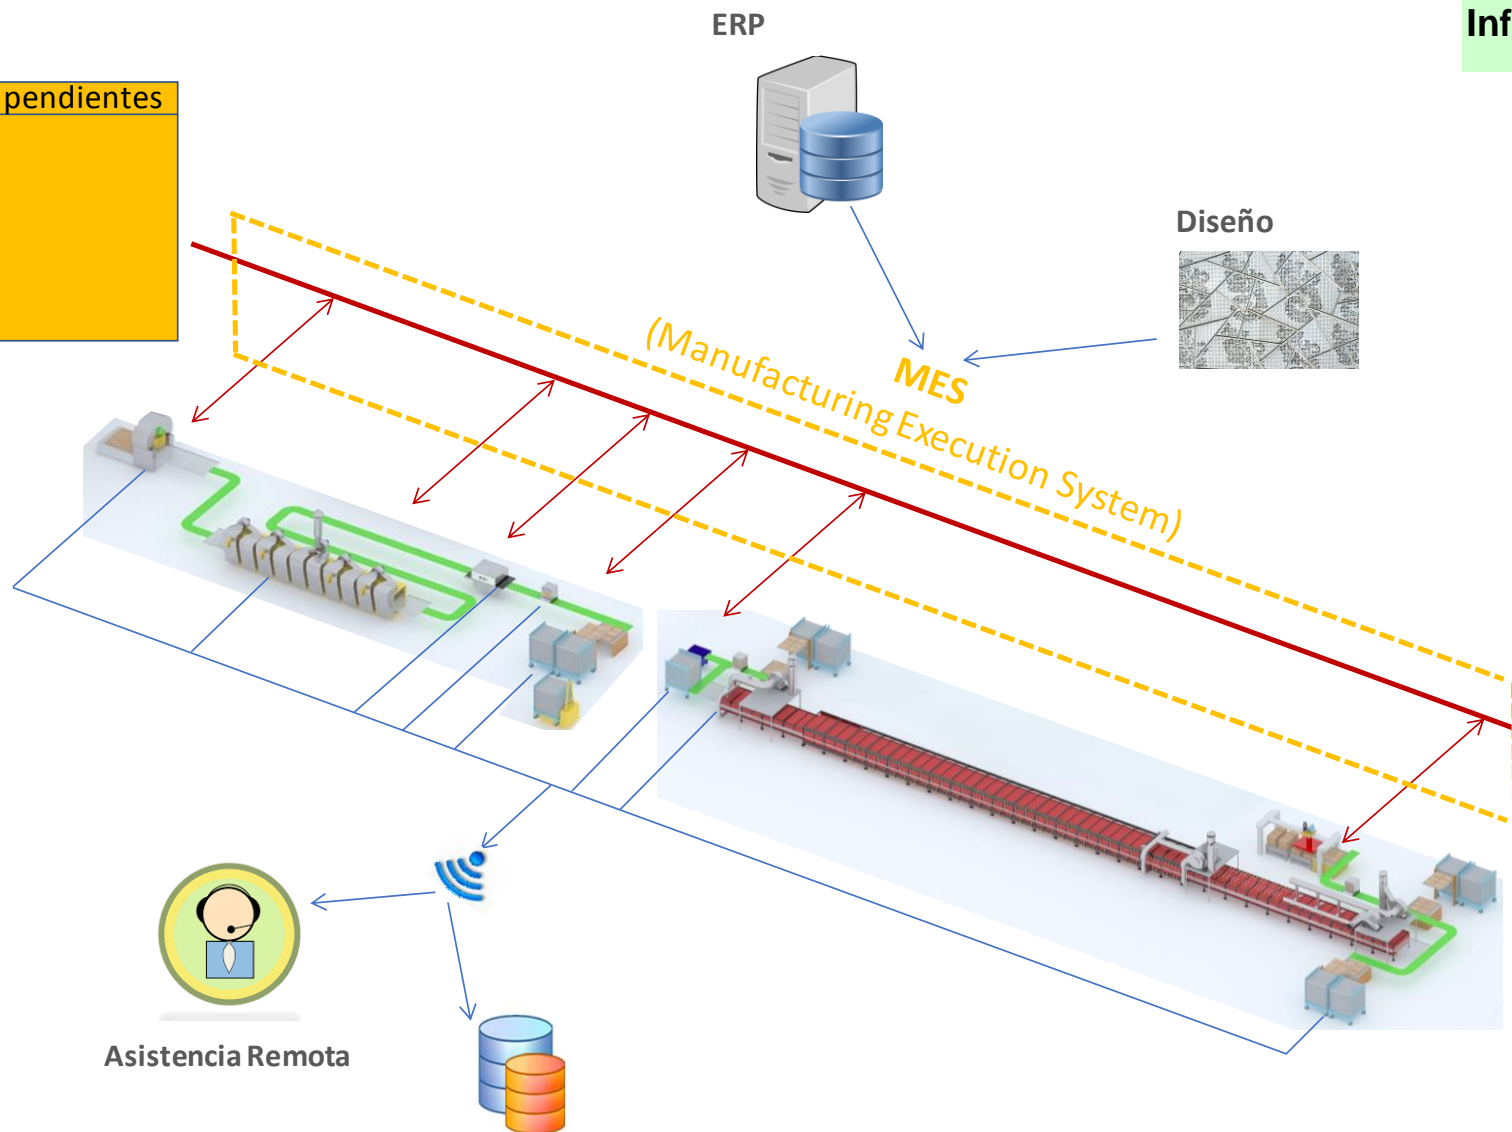 ERP
Inf
pendientes
Diseño
MES
(Manufacturing Execution System)
Asistencia Remota